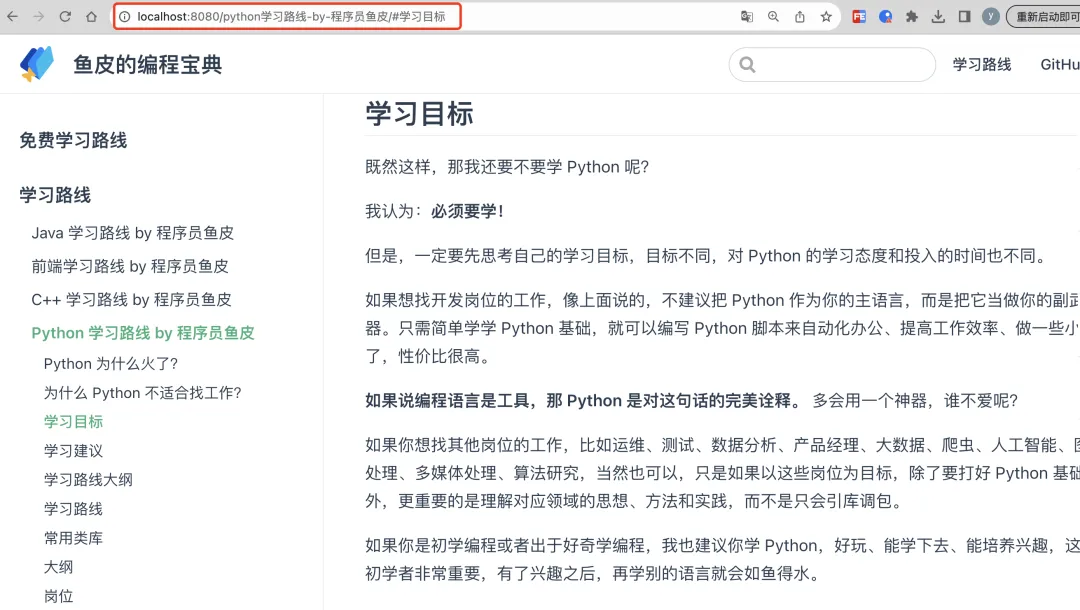 localhost:8080/python学习路线-by-程序员鱼皮/#学习目标
y
重新启动即可
鱼皮的编程宝典
学习路线
GitHu
免费学习路线
学习路线
Java 学习路线 by 程序员鱼皮
前端学习路线 by 程序员鱼皮
C++ 学习路线 by 程序员鱼皮
Python 学习路线 by 程序员鱼皮
Python 为什么火了?
为什么 Python 不适合找工作?
学习目标
学习建议
学习路线大纲
学习路线
常用类库
大纲
岗位
学习目标
既然这样，那我还要不要学 Python 呢?
我认为：必须要学!
但是，一定要先思考自己的学习目标，目标不同，对 Python 的学习态度和投入的时间也不同。
如果想找开发岗位的工作，像上面说的，不建议把 Python 作为你的主语言，而是把它当做你的副武
器。只需简单学学 Python 基础，就可以编写 Python 脚本来自动化办公、提高工作效率、做一些小
了，性价比很高。
如果说编程语言是工具，那 Python 是对这句话的完美诠释。 多会用一个神器，谁不爱呢?
如果你想找其他岗位的工作，比如运维、测试、数据分析、产品经理、大数据、爬虫、人工智能、
处理、多媒体处理、算法研究，当然也可以，只是如果以这些岗位为目标，除了要打好 Python 基础
外，更重要的是理解对应领域的思想、方法和实践，而不是只会引库调包。
如果你是初学编程或者出于好奇学编程，我也建议你学 Python，好玩、能学下去、能培养兴趣，这
初学者非常重要，有了兴趣之后，再学别的语言就会如鱼得水。